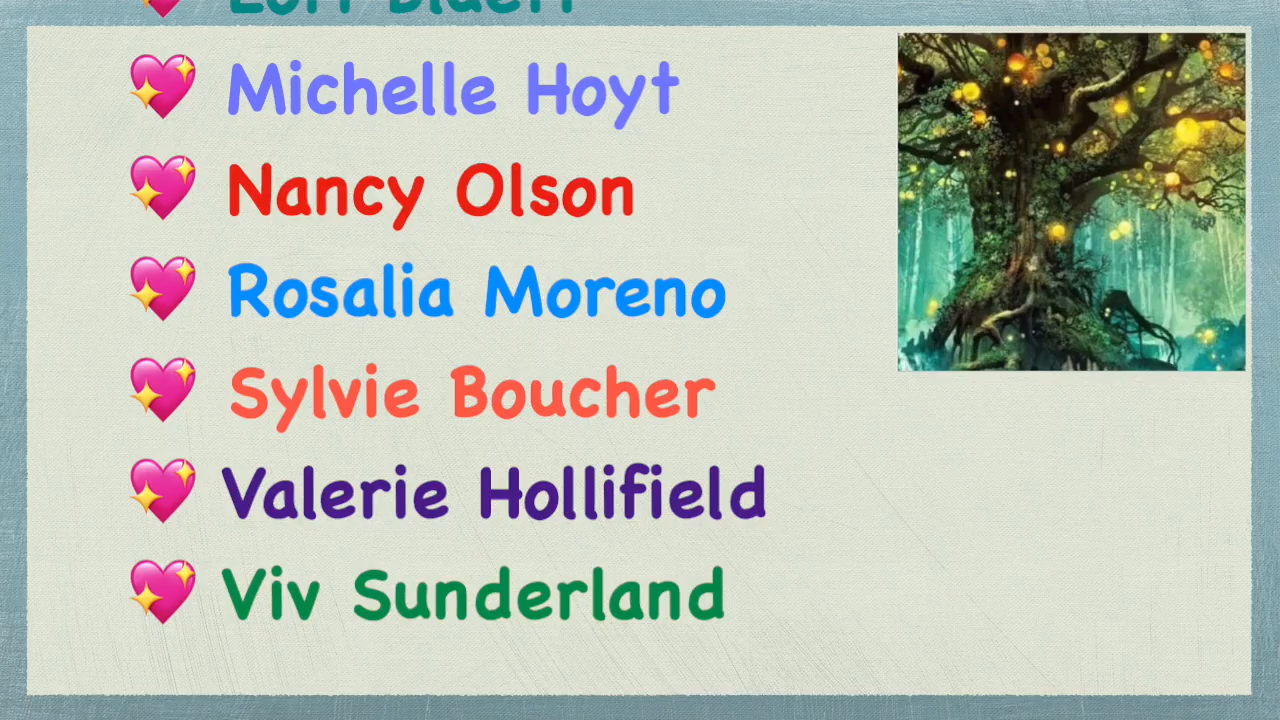 Michelle Hoyt
Nancy Olson
Rosalia Moreno
Sylvie Boucher
Valerie Hollifield
Viv Sunderland